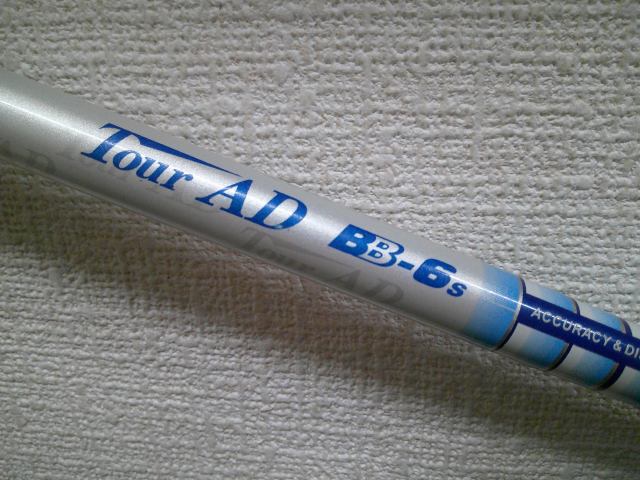 Tour AD BB-6s
ACCURACY & DI